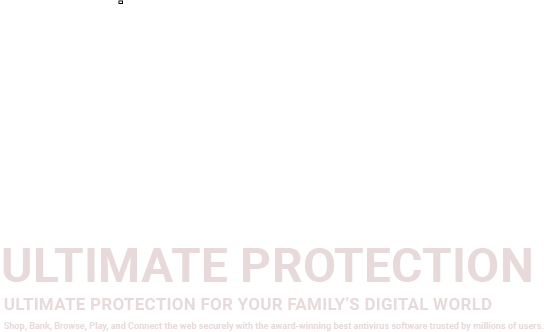 ULTIMATE PROTECTION
ULTIMATE PROTECTION FOR YOUR FAMILY’S DIGITAL WORLD
Shop, Bank, Browse, Play, and Connect the web securely with the award-winning best antivirus software trusted by millions of users.